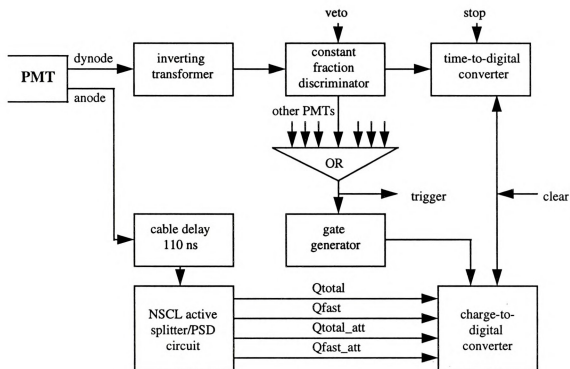 veto
stop
dynode
PMT
anode
inverting
transformer
constant
fraction
discriminator
time-to-digital
converter
other PMTs
OR
trigger
clear
cable delay
110 ns
gate
generator
NSCL active
splitter/PSD
circuit
Qtotal
Qfast
Qtotal_att
Qfast_att
charge-to-
digital
converter